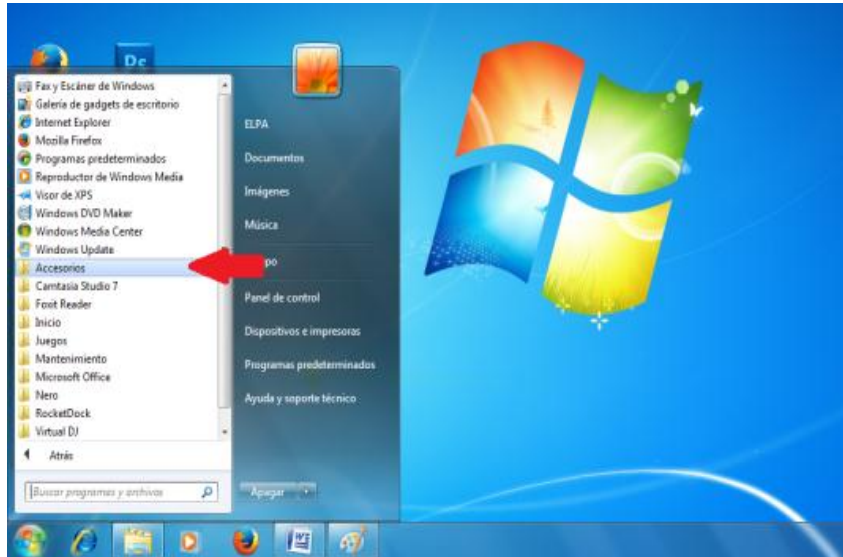 Ps
Fax y Escáner de Windows
Galería de gadgets de escritorio
Internet Explorer
Mozilla Firefox
Programas predeterminados
Reproductor de Windows Media
Visor de XPS
Windows DVD Maker
Windows Media Center
Windows Update
Accesorios
Camtasia Studio 7
Foxit Reader
Inicio
Juegos
Mantenimiento
Microsoft Office
Nero
RocketDock
Virtual DJ
Atrás
Buscar programas y archivos
ELPA
Documentos
Imágenes
Música
po
Panel de control
Dispositivos e impresoras
Programas predeterminados
Ayuda y soporte técnico
Apagar